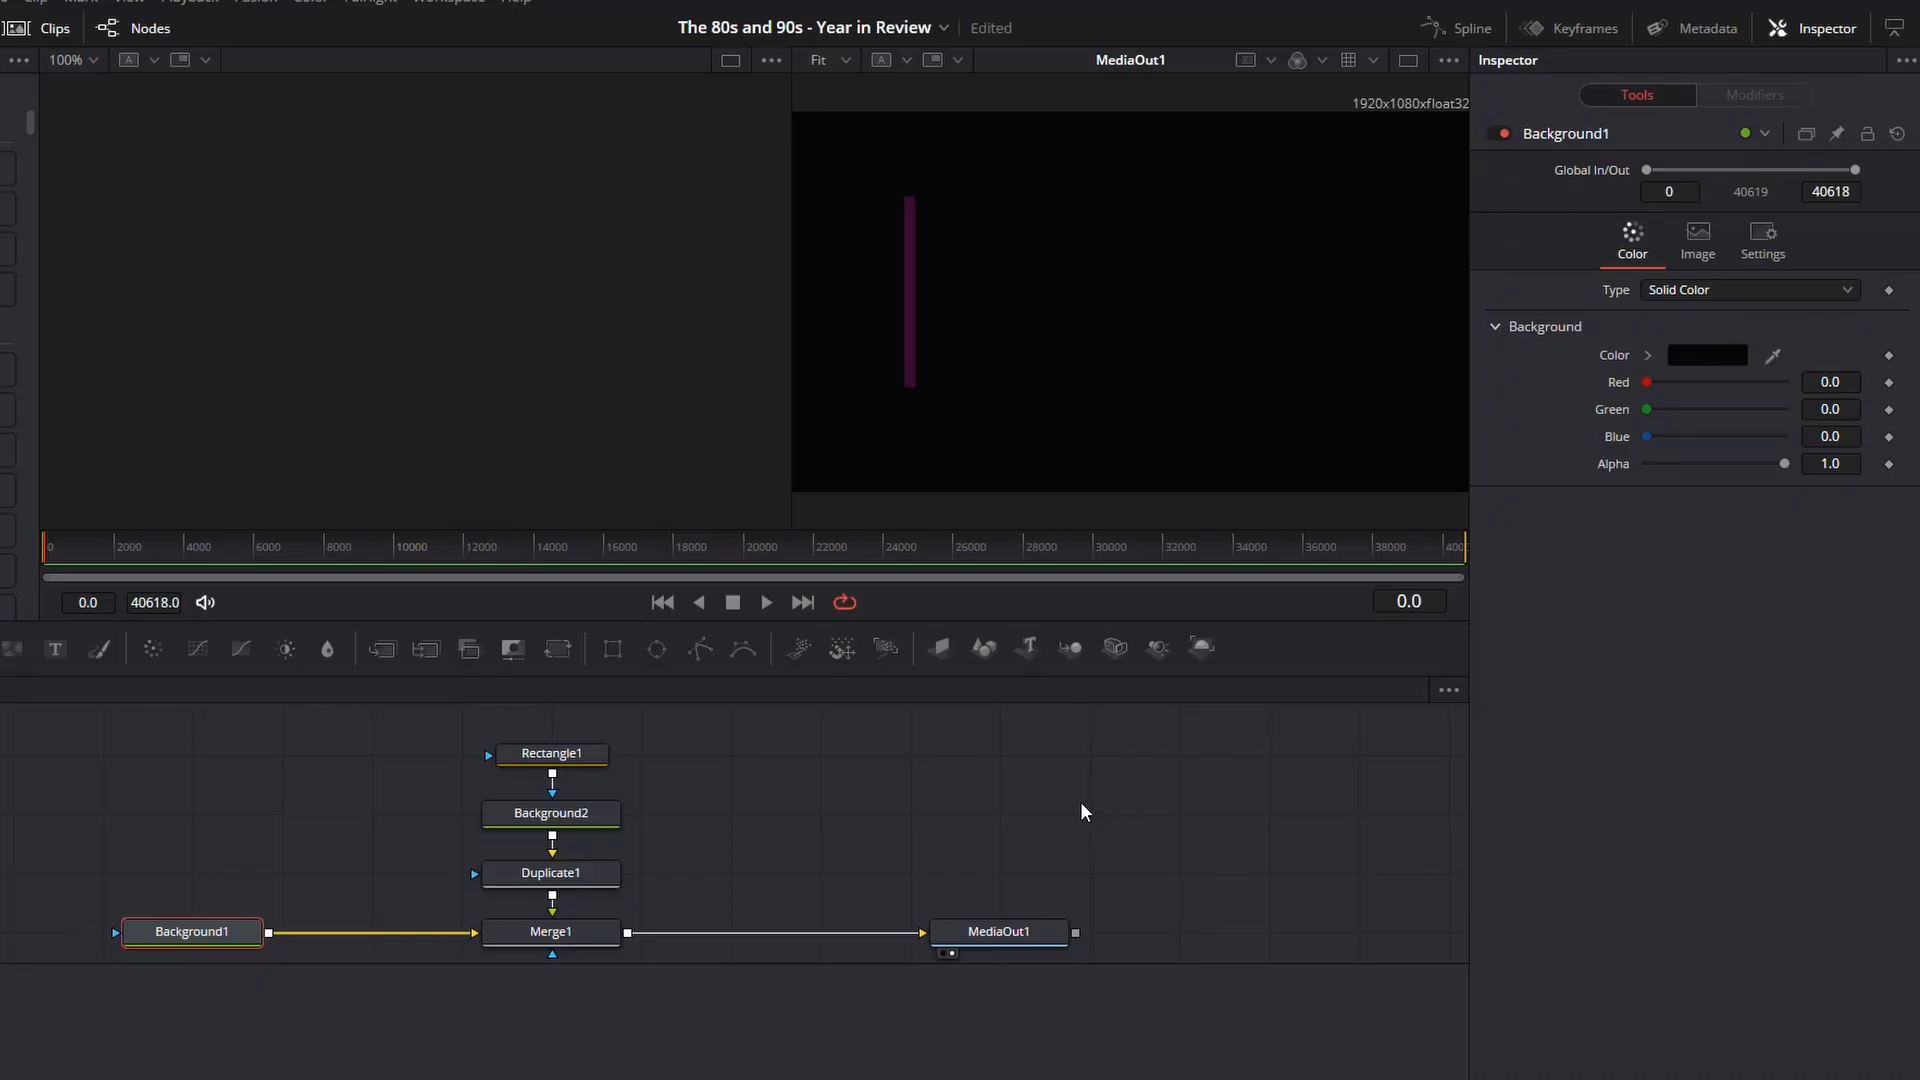 Clips
Nodes
The 80s and 90s - Year in Review
Edited
Spline
Keyframes
Metadata
Inspector
100%
A
Fit
A
MediaOut1
Inspector
1920x1080xfloat32
Tools
Modifiers
Background1
Global In/Out
0
40619
40618
Color
Image
Settings
Type
Solid Color
Background
Color
Red
0.0
Green
0.0
Blue
0.0
Alpha
1.0
0
2000
4000
6000
8000
10000
12000
14000
16000
18000
20000
22000
24000
26000
28000
30000
32000
34000
36000
38000
0.0
40618.0
0.0
T
T
Rectangle1
Background2
Duplicate1
Background1
Merge1
MediaOut1